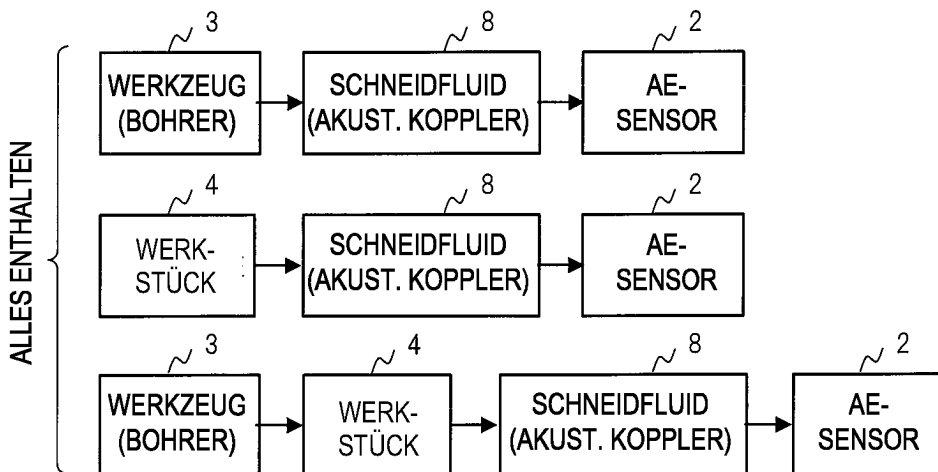 ALLES ENTHALTEN
3 8 2
WERKZEUG (BOHRER)
SCHNEIDFLUID (AKUST. KOPPLER)
AE-SENSOR
4 8 2
WERK-STÜCK
SCHNEIDFLUID (AKUST. KOPPLER)
AE-SENSOR
3 4 8 2
WERKZEUG (BOHRER)
WERK-STÜCK
SCHNEIDFLUID (AKUST. KOPPLER)
AE-SENSOR